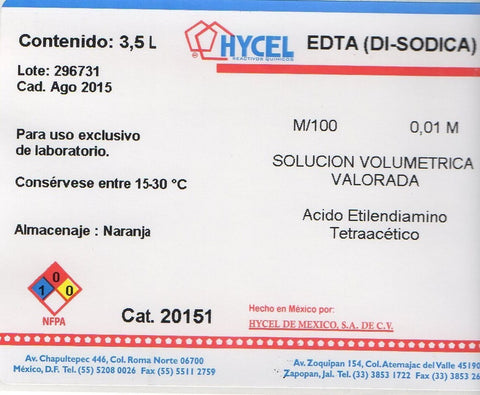 Contenido: 3,5 L
HYCEL
REACTIVOS QUIMICOS
EDTA (DI-SODICA)
Lote: 296731
Cad. Ago 2015
M/100 0,01 M
Para uso exclusivo
de laboratorio.
SOLUCION VOLUMETRICA
VALORADA
Consérvese entre 15-30 °C
Acido Etilendiamino
Tetraacético
Almacenaje : Naranja
0
1 0
NFPA
Cat. 20151
Hecho en México por:
HYCEL DE MEXICO, S.A. DE C.V.
Av. Chapultepec 446, Col. Roma Norte 06700
México, D.F. Tel. (55) 5208 0026 Fax (55) 5511 2759
Av. Zoquipan 154, Col. Atemajac del Valle 45190
Zapopan, Jal. Tel. (33) 3853 1722 Fax (33) 3853 26